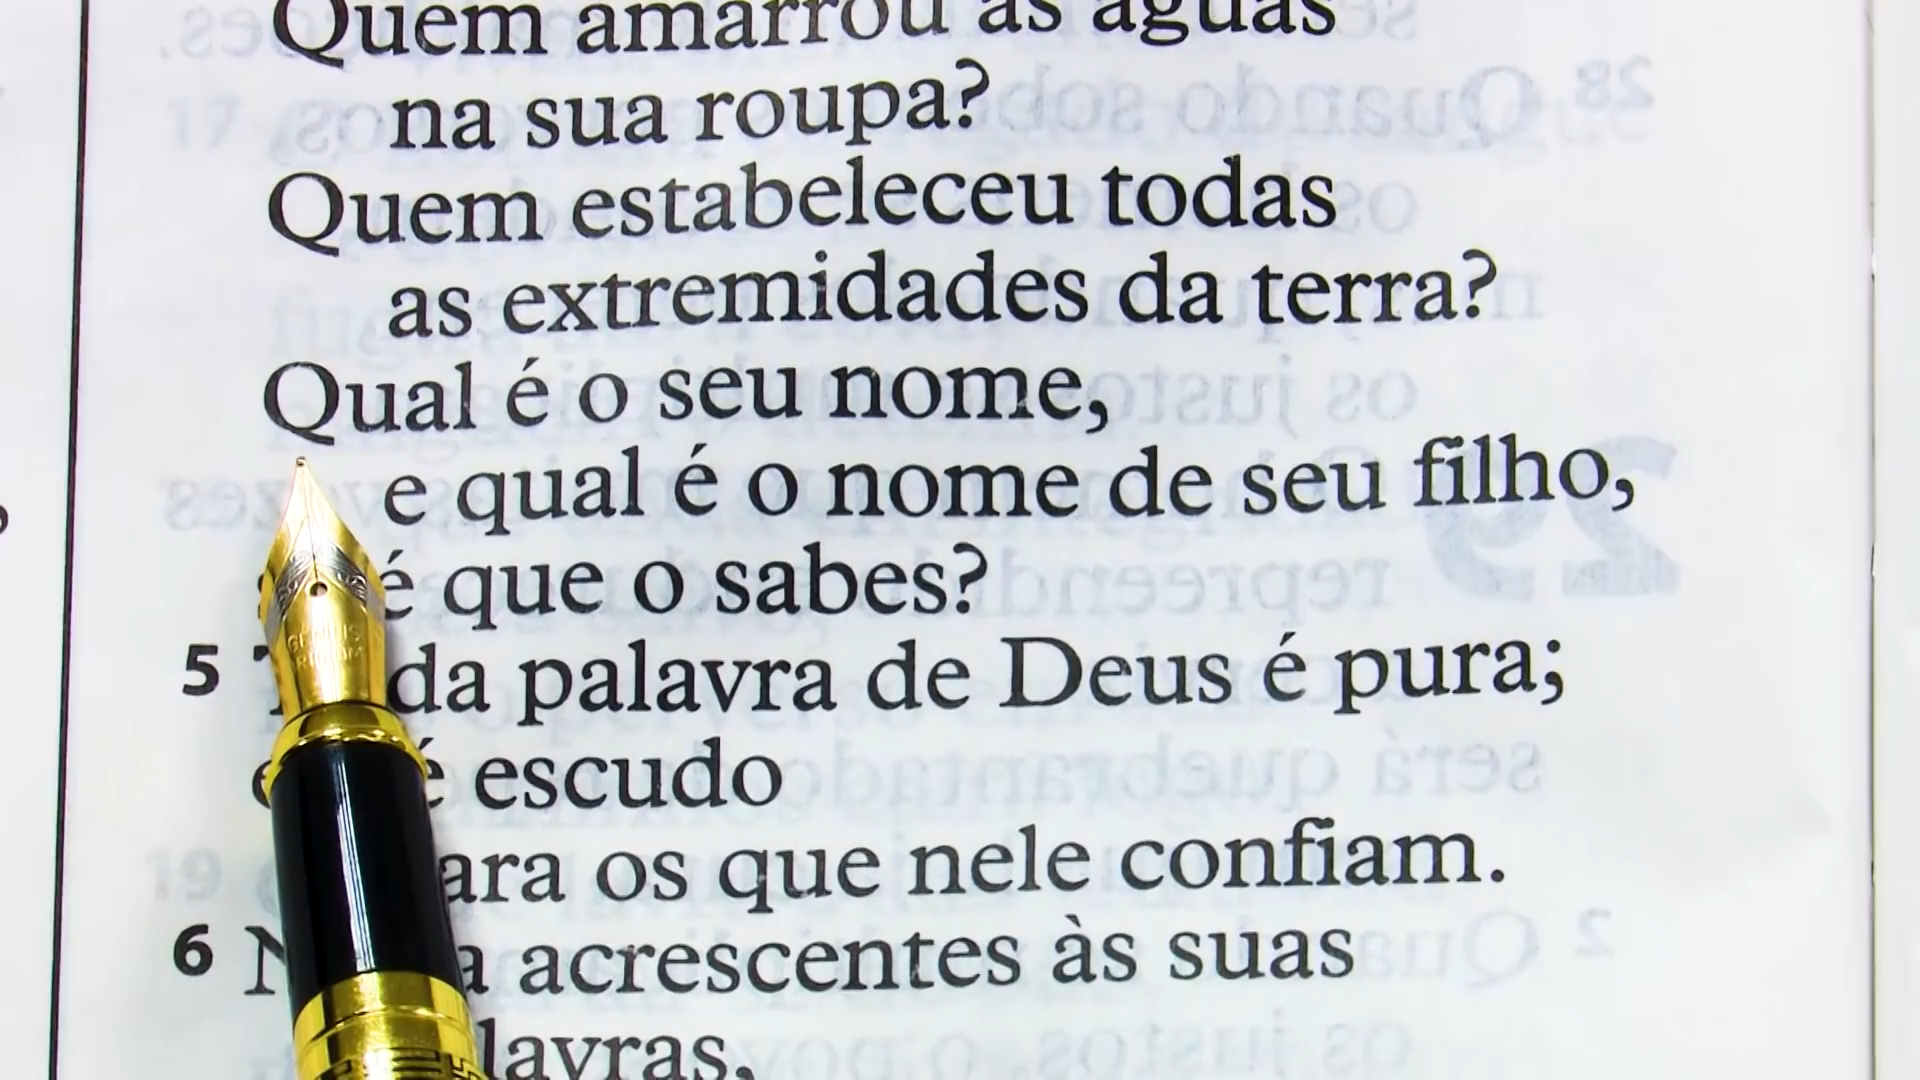 Quem amarrou as águas
na sua roupa?
Quem estabeleceu todas
as extremidades da terra?
Qual é o seu nome,
e qual é o nome de seu filho,
é que o sabes?
5 da palavra de Deus é pura;
é escudo
os que nele confiam.
6 acrescentes às suas